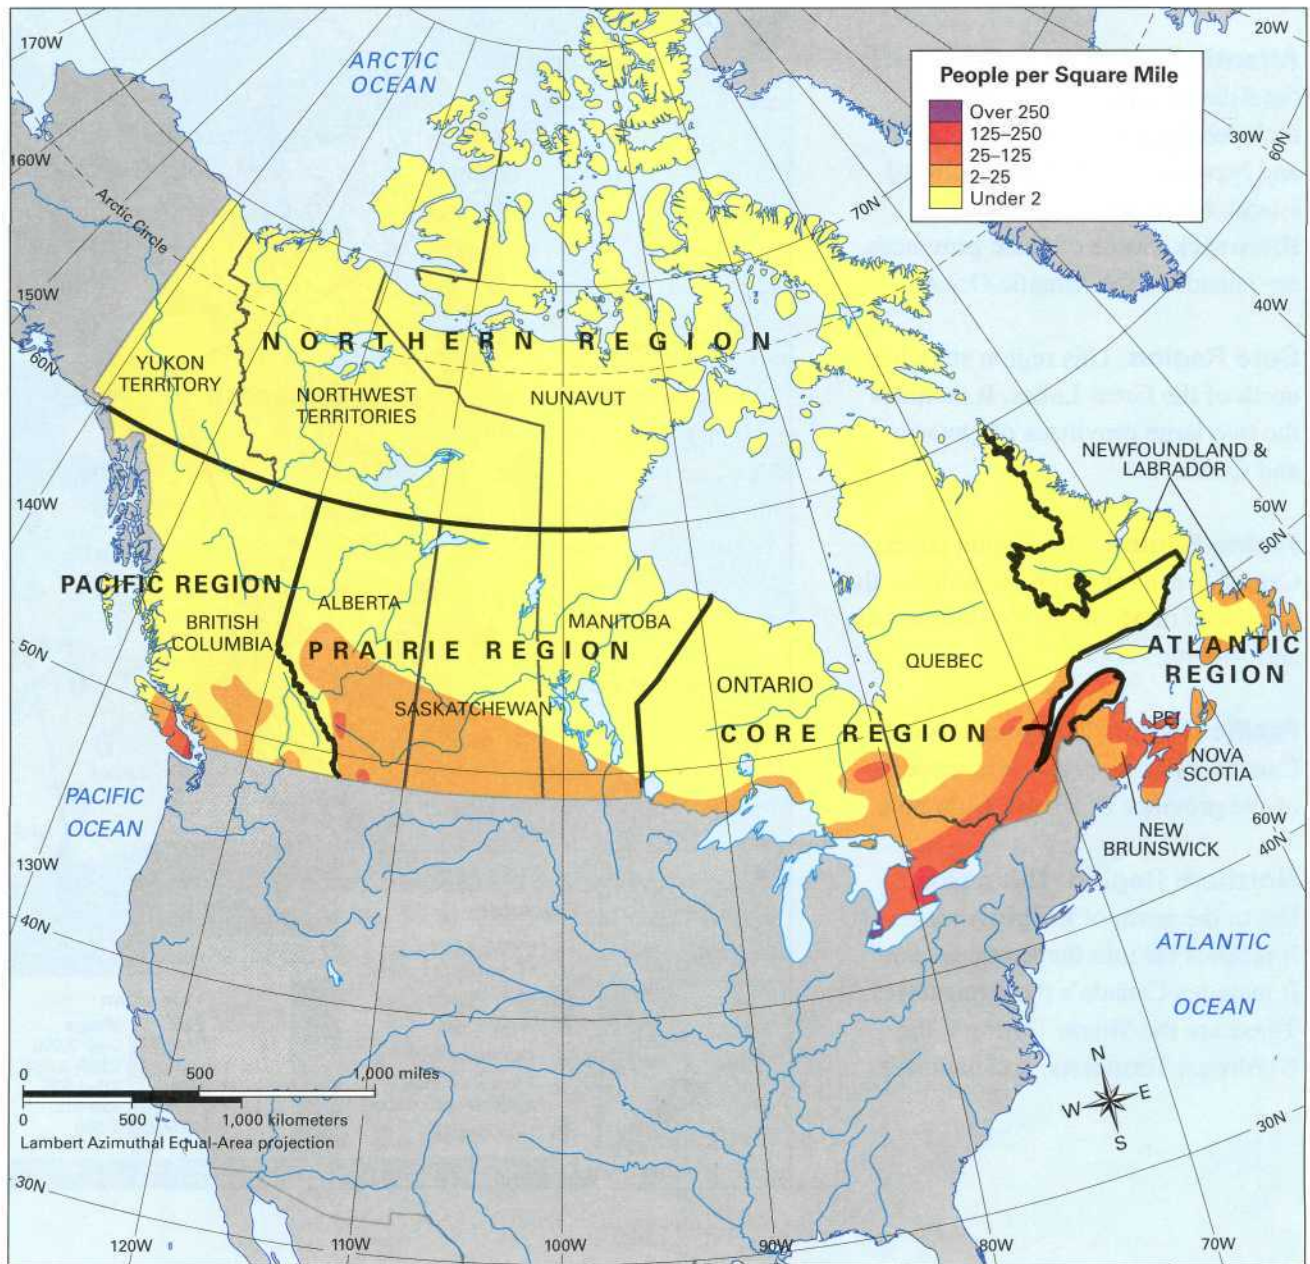 170W
160W
150W
60N
140W
50N
130W
40N
30N
120W
110W
100W
90W
80W
70W
30N
40N
60W
50N
50W
40W
60N
30W
20W
70N
Arctic Circle
ARCTIC
OCEAN
People per Square Mile
Over 250
125–250
25–125
2–25
Under 2
NORTHERN REGION
YUKON
TERRITORY
NORTHWEST
TERRITORIES
NUNAVUT
NEWFOUNDLAND &
LABRADOR
PACIFIC REGION
BRITISH
COLUMBIA
ALBERTA
PRAIRIE REGION
SASKATCHEWAN
MANITOBA
ONTARIO
QUEBEC
CORE REGION
ATLANTIC
REGION
PEI
NOVA
SCOTIA
NEW
BRUNSWICK
PACIFIC
OCEAN
ATLANTIC
OCEAN
N
W
E
S
0 500 1,000 miles
0 500 1,000 kilometers
Lambert Azimuthal Equal-Area projection